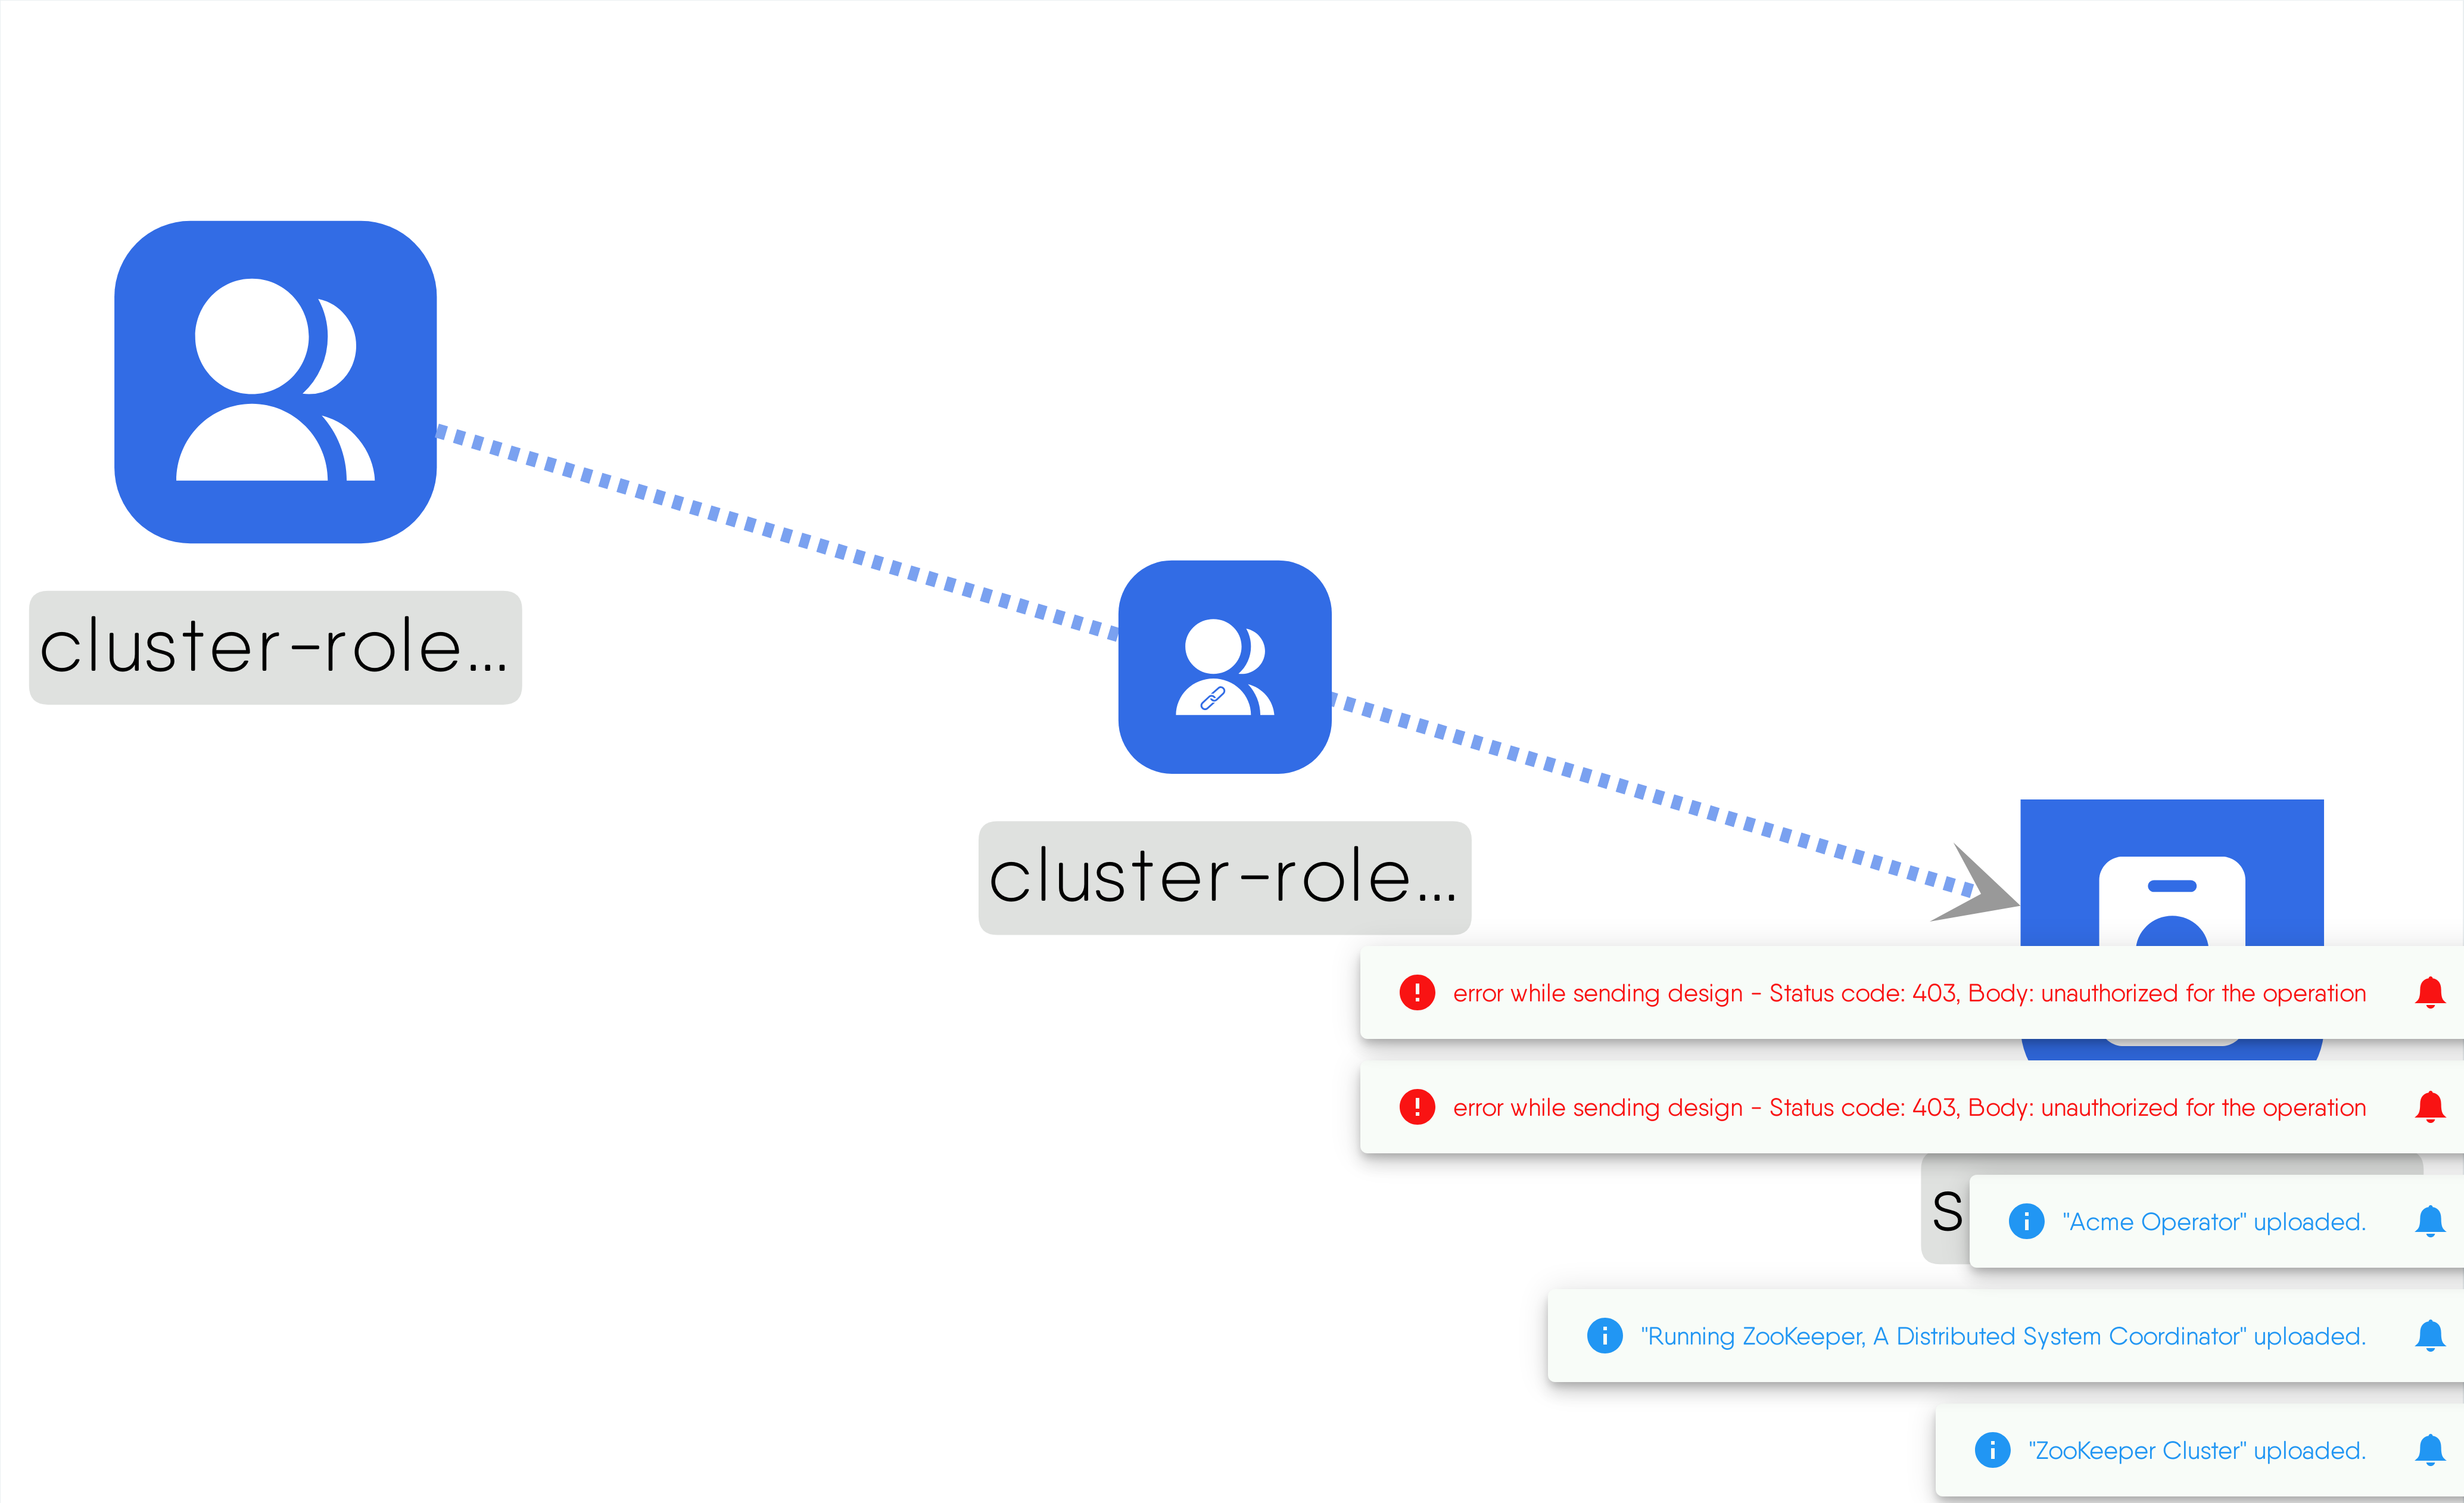 cluster-role...
cluster-role...
error while sending design - Status code: 403, Body: unauthorized for the operation
error while sending design - Status code: 403, Body: unauthorized for the operation
"Acme Operator" uploaded.
"Running ZooKeeper, A Distributed System Coordinator" uploaded.
"ZooKeeper Cluster" uploaded.